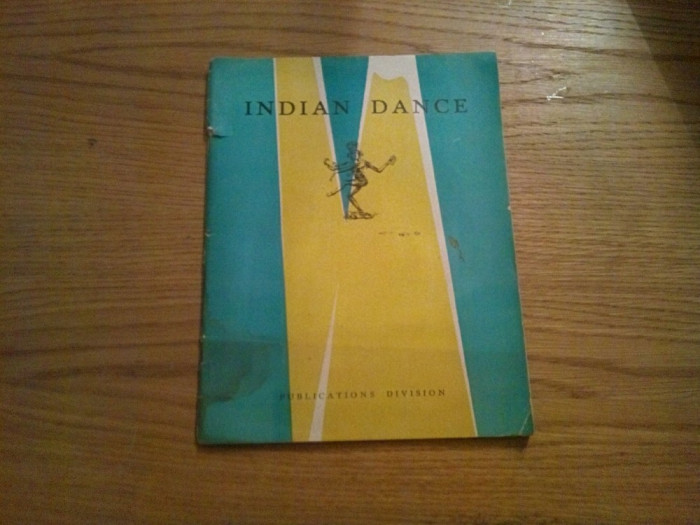 INDIAN DANCE
PUBLICATIONS DIVISION